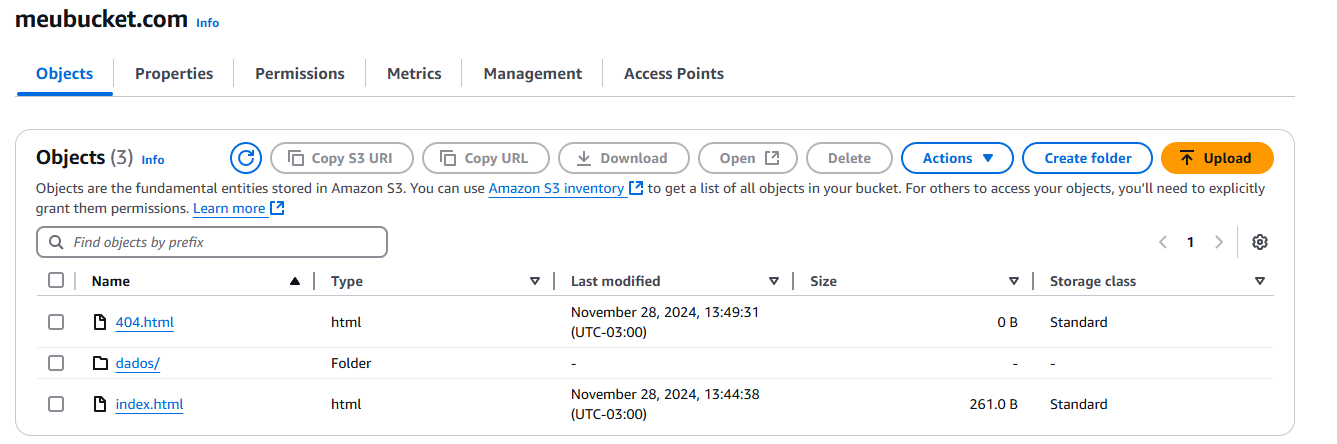 meubucket.com Info
Objects Properties Permissions Metrics Management Access Points
Objects (3) Info Copy S3 URI Copy URL Download Open Delete Actions Create folder Upload
Objects are the fundamental entities stored in Amazon S3. You can use Amazon S3 inventory to get a list of all objects in your bucket. For others to access your objects, you'll need to explicitly
grant them permissions. Learn more
Find objects by prefix 1
Name Type Last modified Size Storage class
404.html html November 28, 2024, 13:49:31 (UTC-03:00) 0 B Standard
dados/ Folder - - -
index.html html November 28, 2024, 13:44:38 (UTC-03:00) 261.0 B Standard